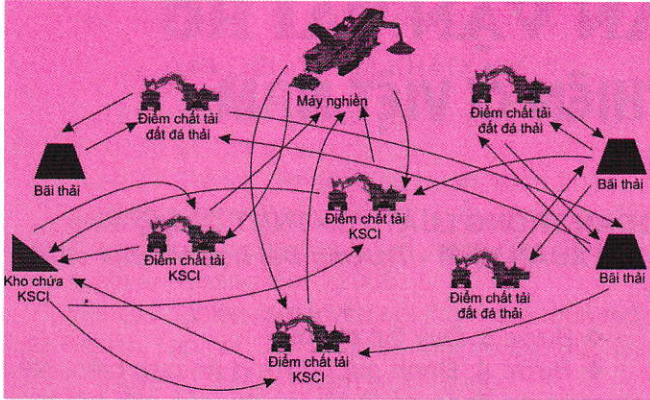 Máy nghiền
Điểm chất tải
đất đá thải
Điểm chất tải
đất đá thải
Bãi thải
Bãi thải
Điểm chất tải
KSCI
Điểm chất tải
KSCI
Kho chứa
KSCI
Điểm chất tải
đất đá thải
Bãi thải
Điểm chất tải
KSCI